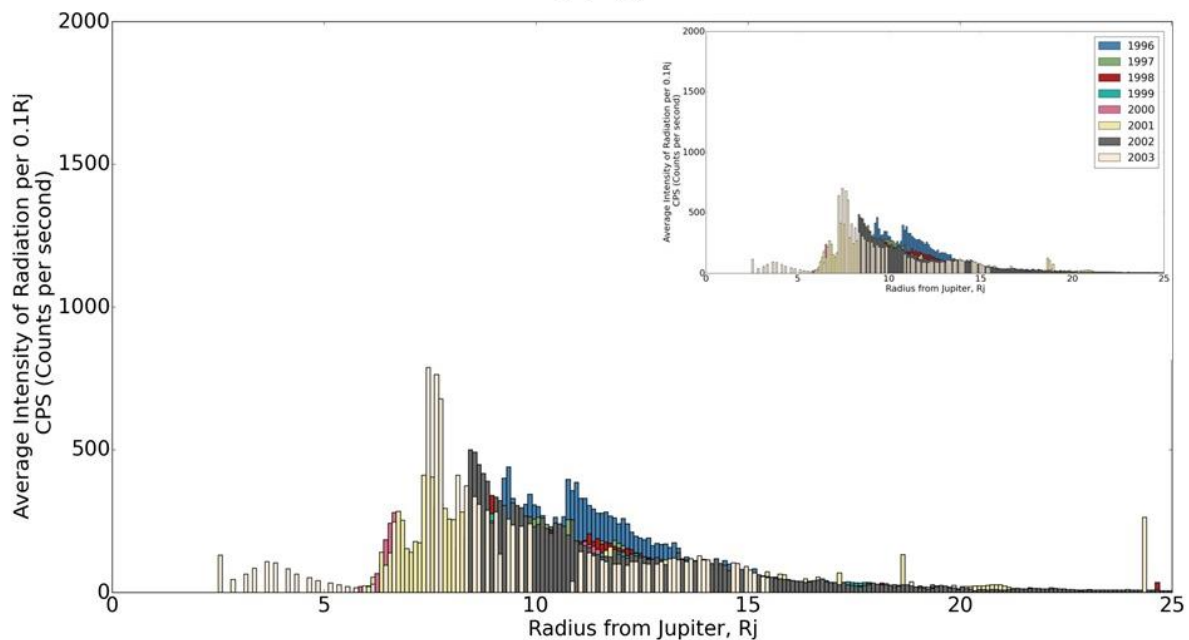 2000
1500
1000
500
0
Average Intensity of Radiation per 0.1Rj
CPS (Counts per second)
0 5 10 15 20 25
Radius from Jupiter, Rj
2000
1500
1000
500
0
Average Intensity of Radiation per 0.1Rj
CPS (Counts per second)
0 5 10 15 20 25
Radius from Jupiter, Rj
1996
1997
1998
1999
2000
2001
2002
2003